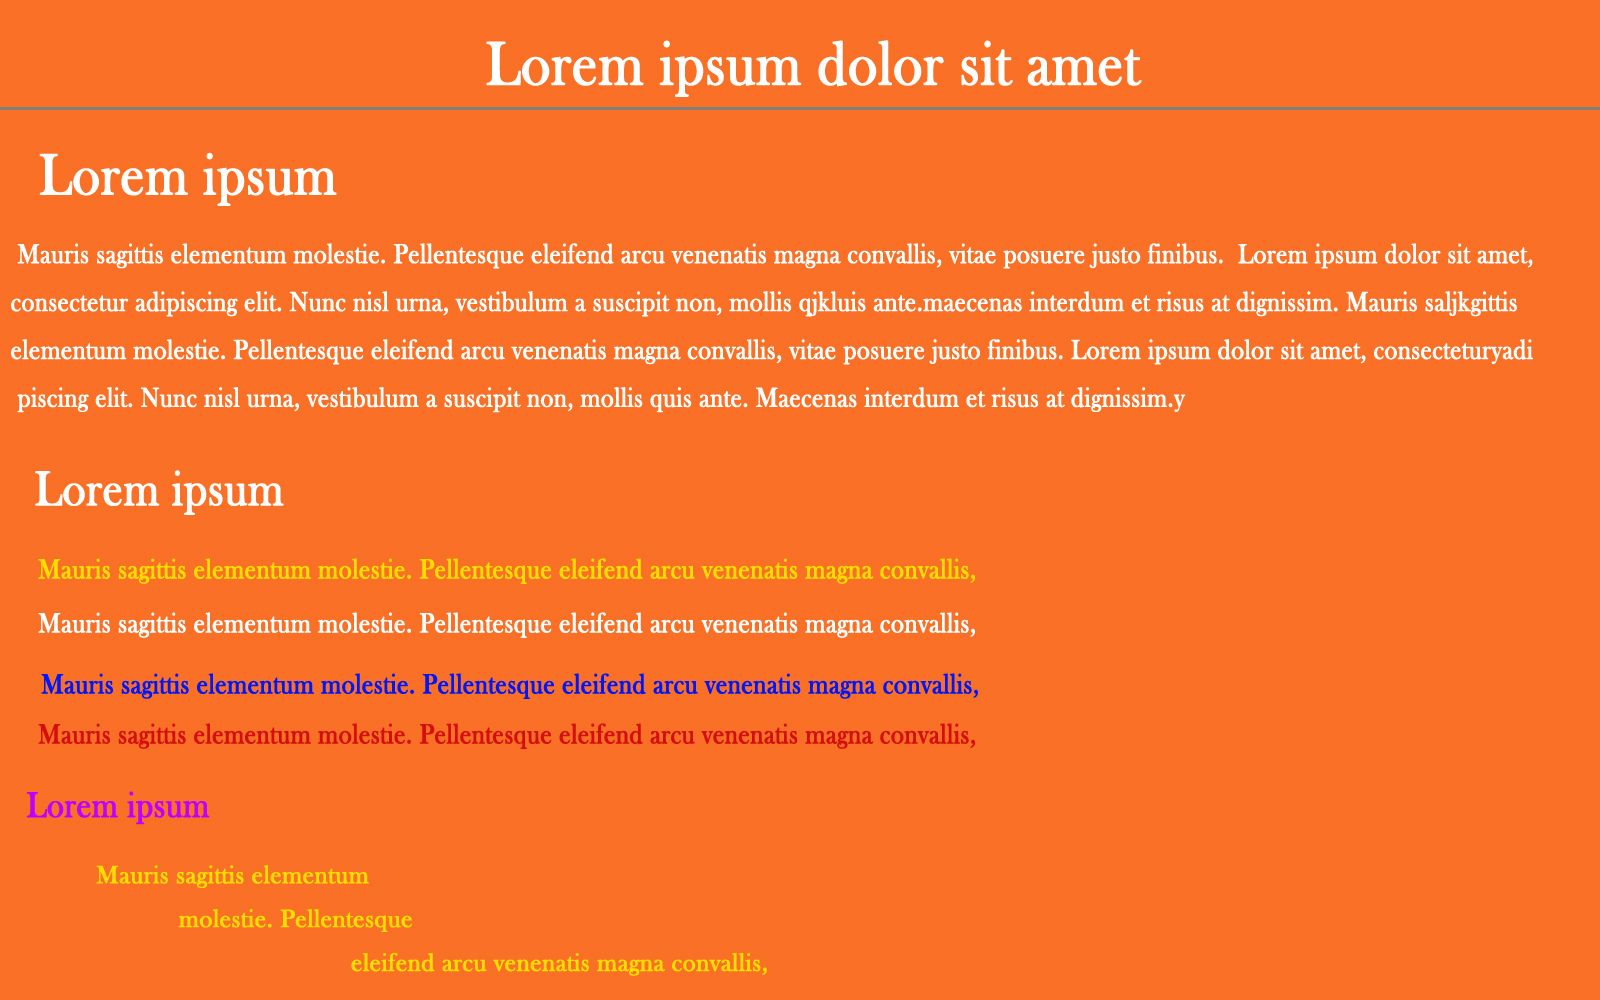 Lorem ipsum dolor sit amet
Lorem ipsum
Mauris sagittis elementum molestie. Pellentesque eleifend arcu venenatis magna convallis, vitae posuere justo finibus.  Lorem ipsum dolor sit amet,
consectetur adipiscing elit. Nunc nisl urna, vestibulum a suscipit non, mollis qjkluis ante.maecenas interdum et risus at dignissim. Mauris saljkgittis
elementum molestie. Pellentesque eleifend arcu venenatis magna convallis, vitae posuere justo finibus. Lorem ipsum dolor sit amet, consecteturyadi
piscing elit. Nunc nisl urna, vestibulum a suscipit non, mollis quis ante. Maecenas interdum et risus at dignissim.y
Lorem ipsum
Mauris sagittis elementum molestie. Pellentesque eleifend arcu venenatis magna convallis,
Mauris sagittis elementum molestie. Pellentesque eleifend arcu venenatis magna convallis,
Mauris sagittis elementum molestie. Pellentesque eleifend arcu venenatis magna convallis,
Mauris sagittis elementum molestie. Pellentesque eleifend arcu venenatis magna convallis,
Lorem ipsum
Mauris sagittis elementum
molestie. Pellentesque
eleifend arcu venenatis magna convallis,